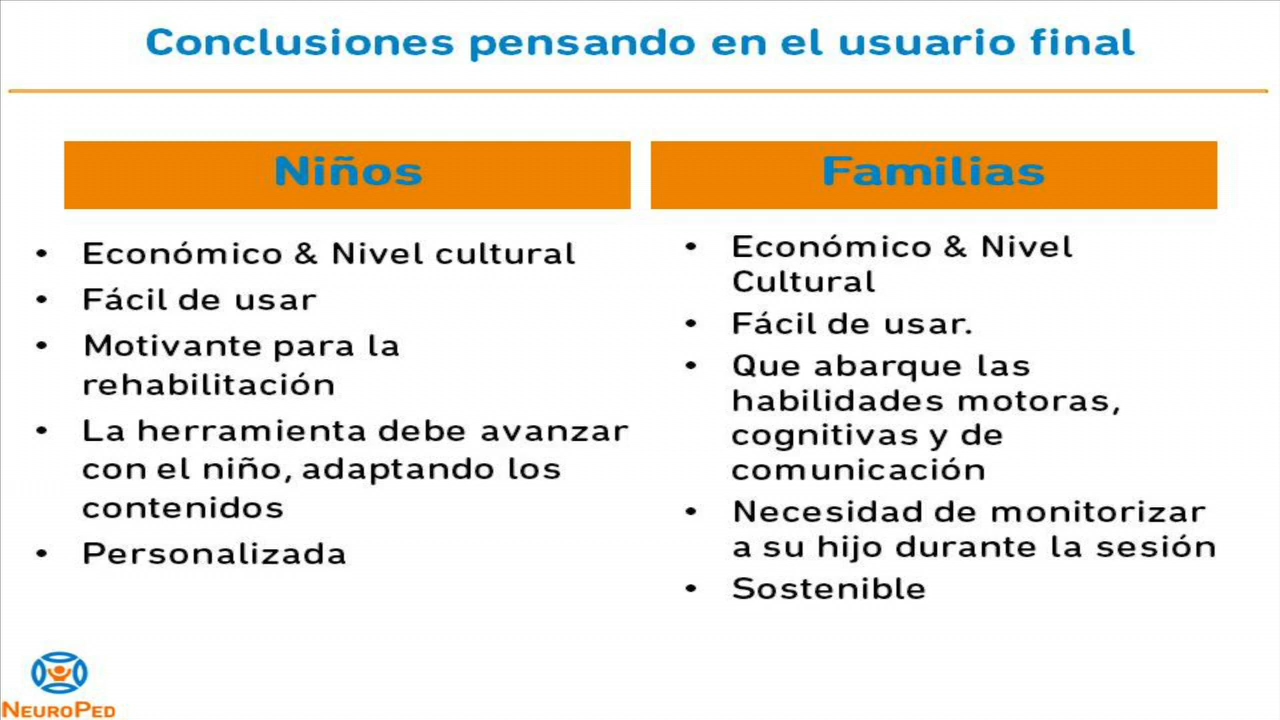 Conclusiones pensando en el usuario final
Niños
• Económico & Nivel cultural
• Fácil de usar
• Motivante para la
rehabilitación
• La herramienta debe avanzar
con el niño, adaptando los
contenidos
• Personalizada
Familias
• Económico & Nivel
Cultural
• Fácil de usar.
• Que abarque las
habilidades motoras,
cognitivas y de
comunicación
• Necesidad de monitorizar
a su hijo durante la sesión
• Sostenible
NEUROPED